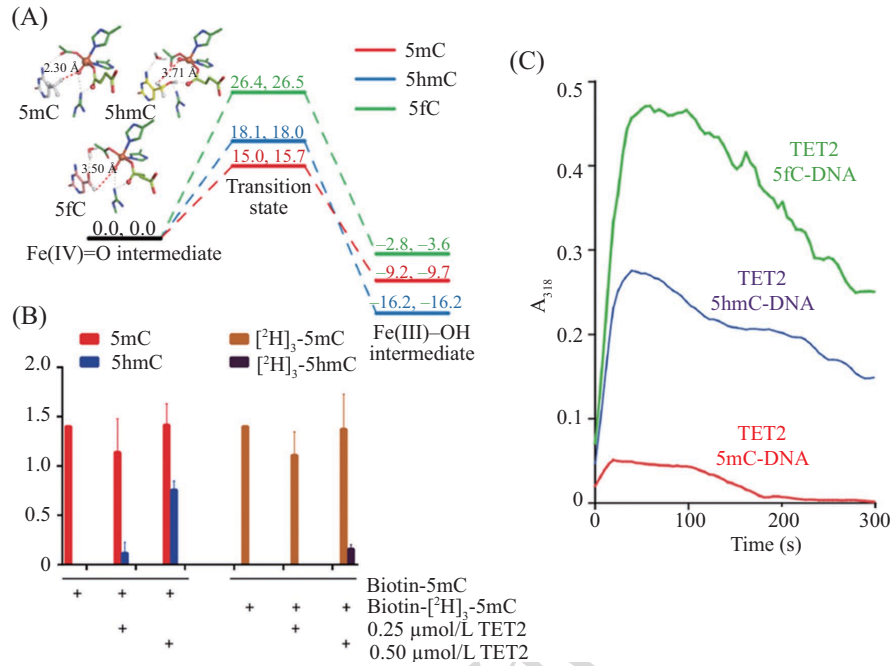 (A)
2.30 Å
3.71 Å
5mC
5hmC
3.50 Å
5fC
26.4, 26.5
18.1, 18.0
15.0, 15.7
Transition
state
0.0, 0.0
Fe(IV)=O intermediate
–2.8, –3.6
–9.2, –9.7
–16.2, –16.2
Fe(III)–OH
intermediate
5mC
5hmC
5fC
(B)
5mC
5hmC
[²H]₃-5mC
[²H]₃-5hmC
2.0
1.5
1.0
0.5
0
Biotin-5mC
+ + +
Biotin-[²H]₃-5mC
+ + +
0.25 µmol/L TET2
+ +
0.50 µmol/L TET2
+ +
(C)
A₃₁₈
0.5
0.4
0.3
0.2
0.1
0
TET2
5fC-DNA
TET2
5hmC-DNA
TET2
5mC-DNA
0 100 200 300
Time (s)